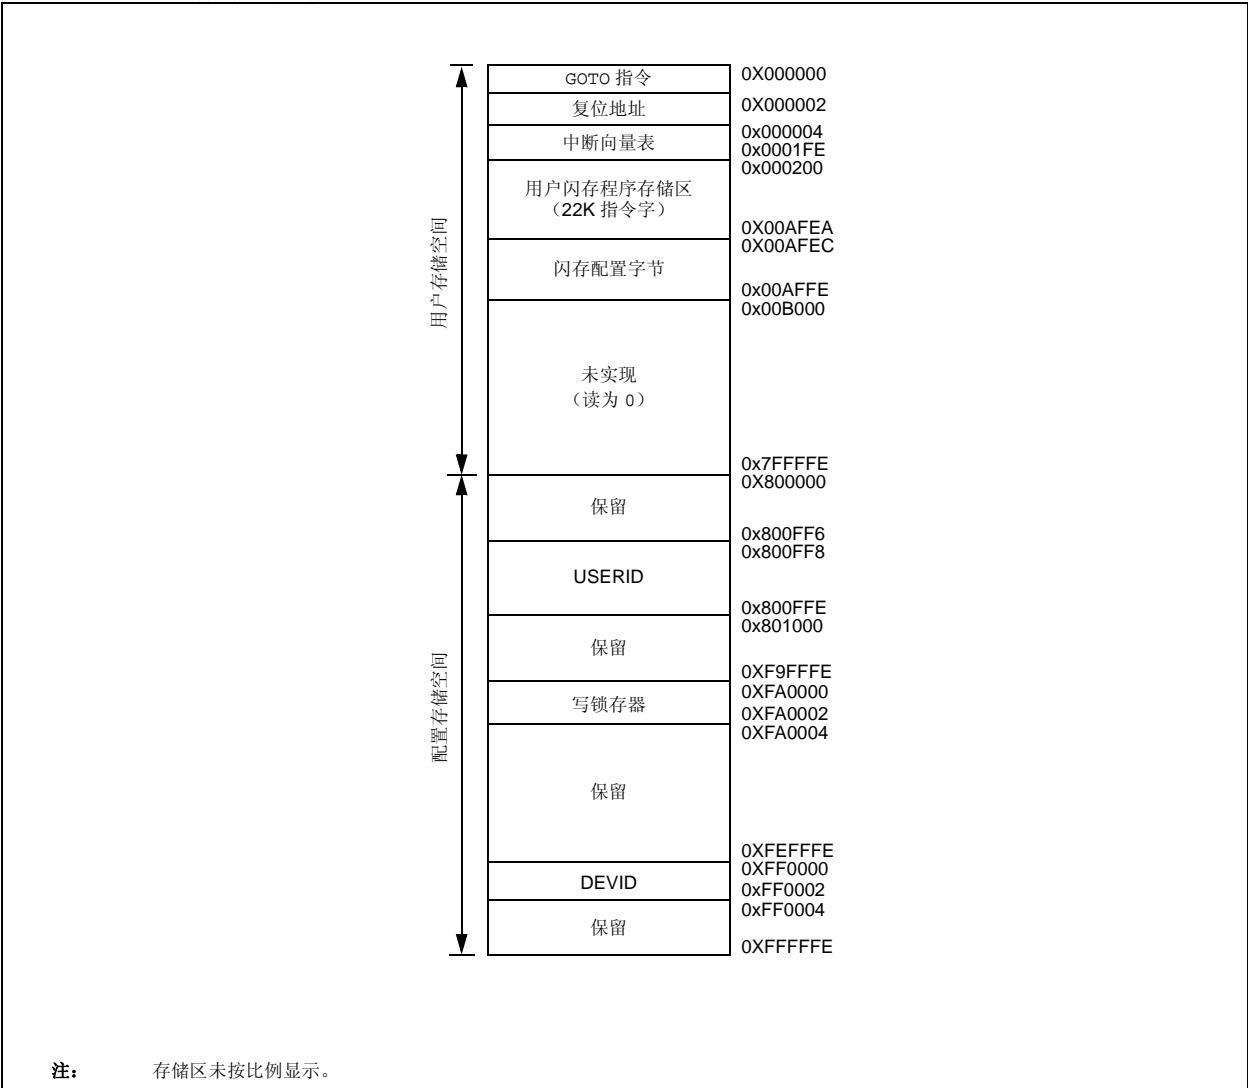 GOTO 指令
0X000000
复位地址
0X000002
中断向量表
0x000004
0x0001FE
0x000200
用户闪存程序存储区
（22K 指令字）
0X00AFEA
0X00AFEC
闪存配置字节
0x00AFFE
0x00B000
用户存储空间
未实现
（读为 0）
0x7FFFFE
0X800000
保留
0x800FF6
0x800FF8
USERID
0x800FFE
0x801000
保留
0XF9FFFE
0XFA0000
写锁存器
0XFA0002
0XFA0004
配置存储空间
保留
0XFEFFFE
0XFF0000
DEVID
0xFF0002
0xFF0004
保留
0XFFFFFE
注： 存储区未按比例显示。